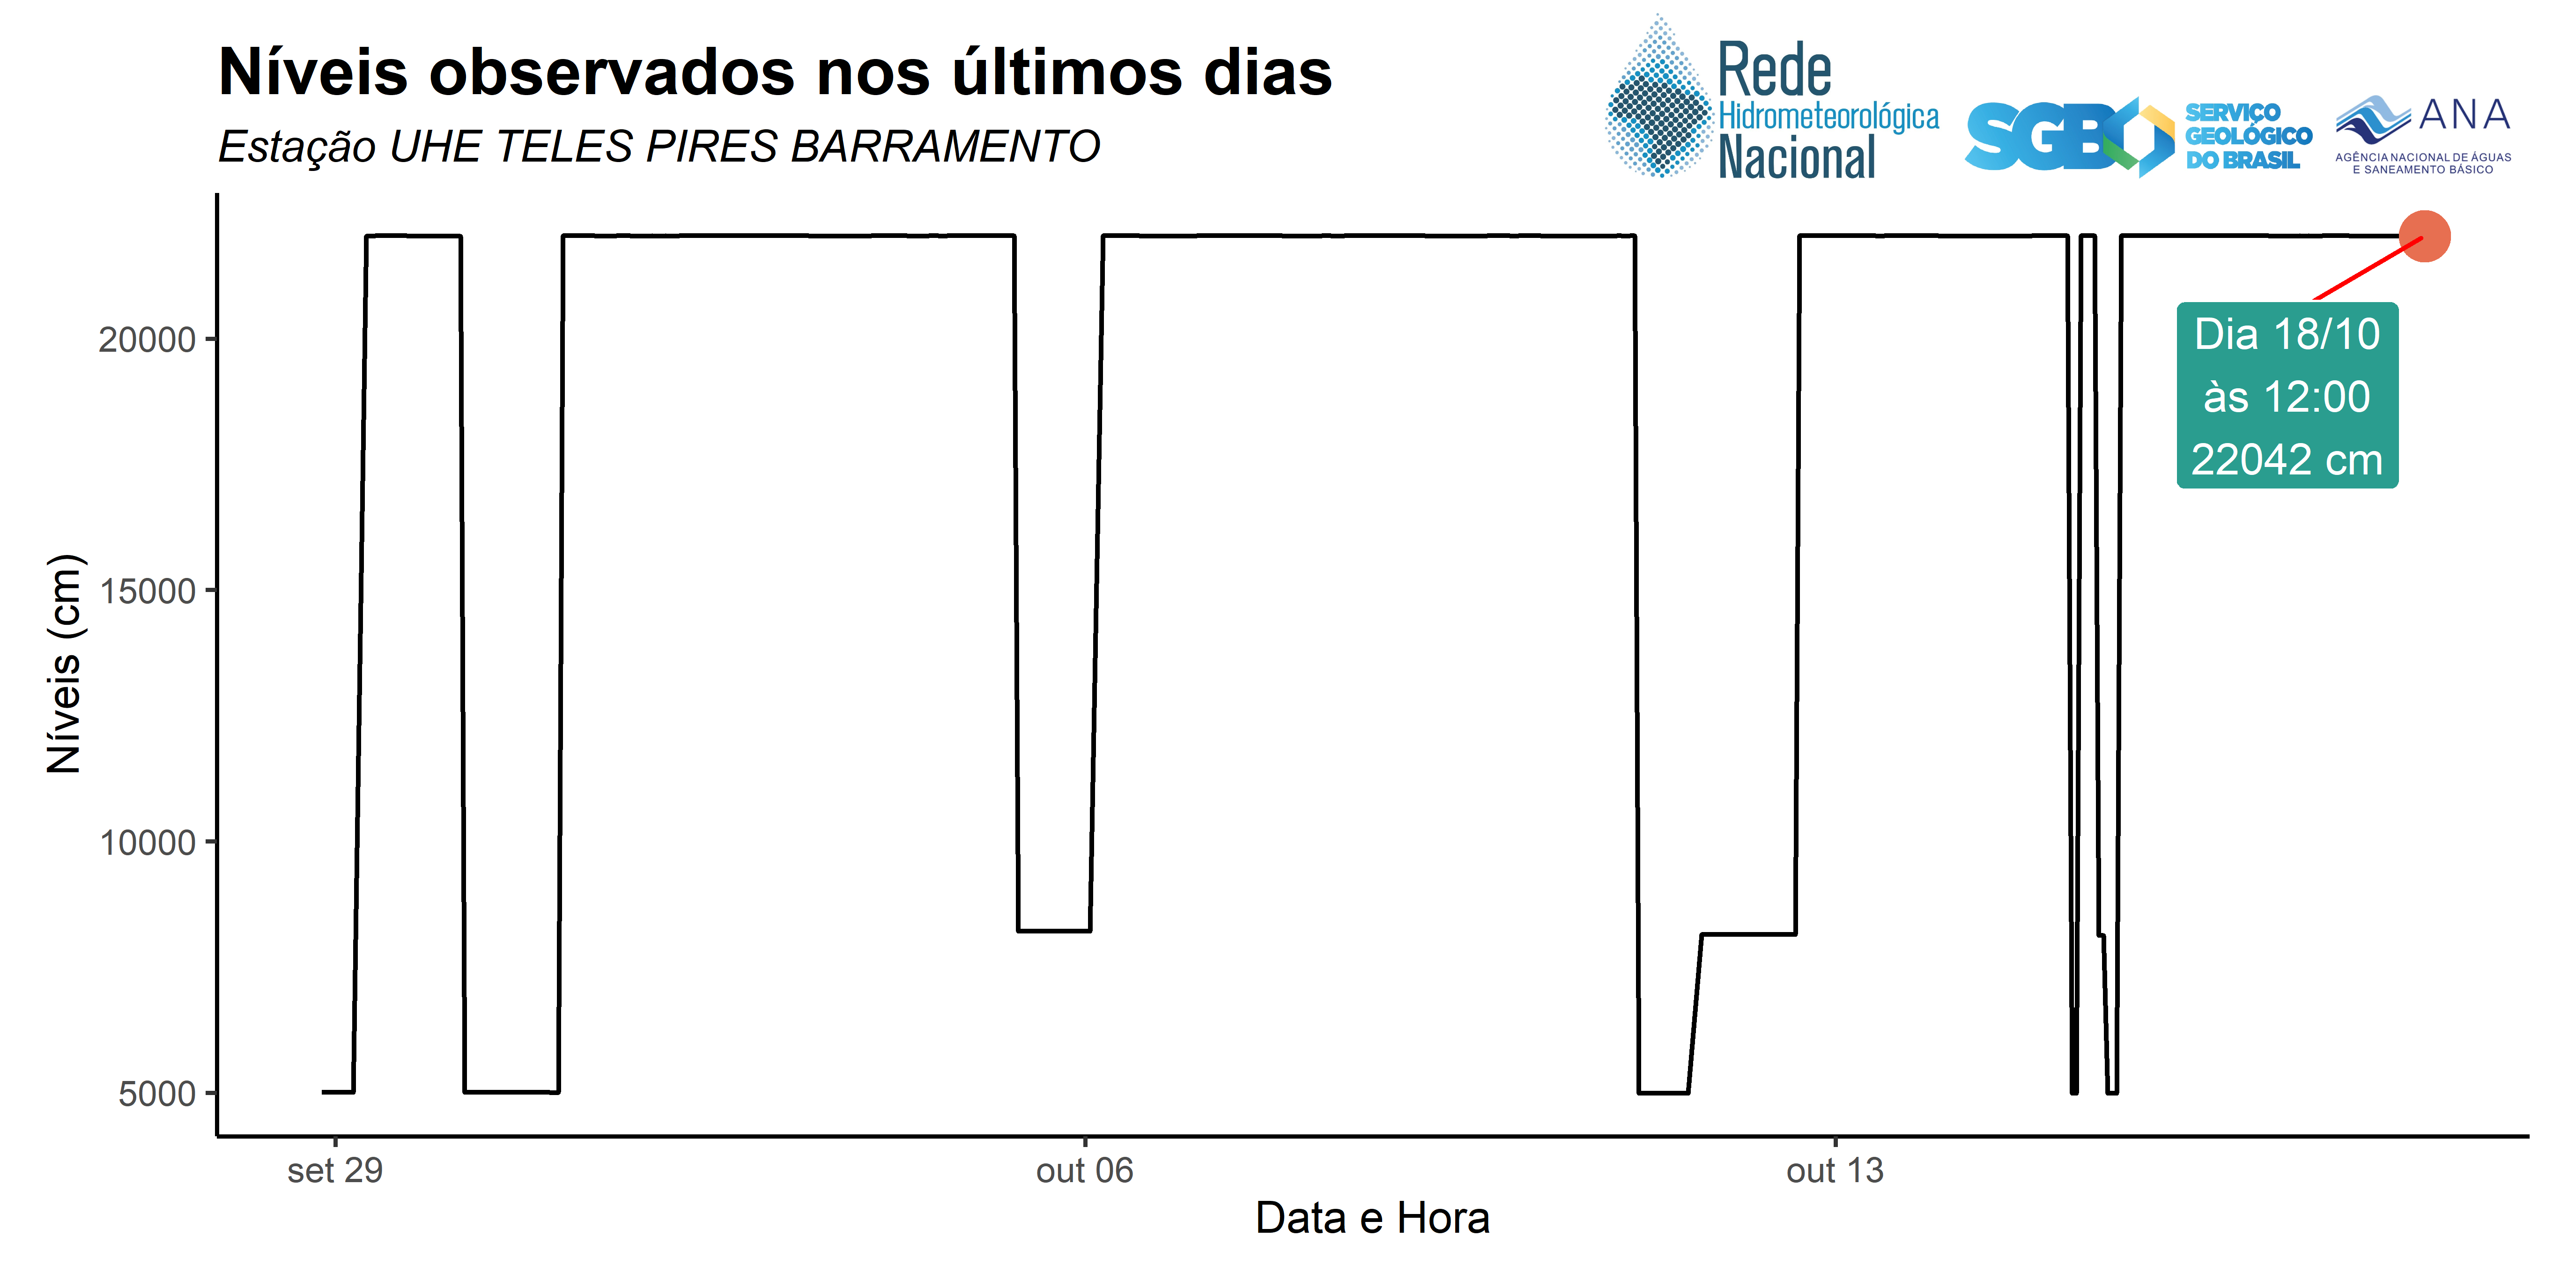 Níveis observados nos últimos dias
Estação UHE TELES PIRES BARRAMENTO
Rede
Hidrometeorológica
Nacional
SGB
SERVIÇO
GEOLÓGICO
DO BRASIL
ANA
AGÊNCIA NACIONAL DE ÁGUAS
E SANEAMENTO BÁSICO
Níveis (cm)
20000
15000
10000
5000
Dia 18/10
às 12:00
22042 cm
set 29
out 06
out 13
Data e Hora